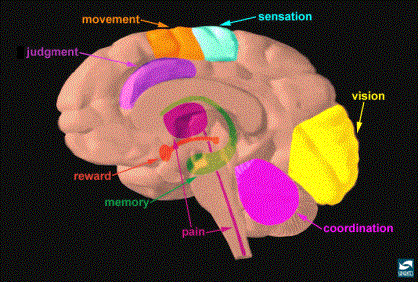 movement
sensation
judgment
vision
reward
memory
pain
coordination